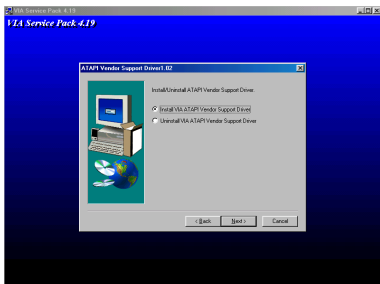 VIA Service Pack 4.19
VIA Service Pack 4.19
ATAPI Vendor Support Driver1.02
Install/Uninstall ATAPI Vendor Support Driver.
Install VIA ATAPI Vendor Support Driver
Uninstall VIA ATAPI Vendor Support Driver
< Back
Next >
Cancel